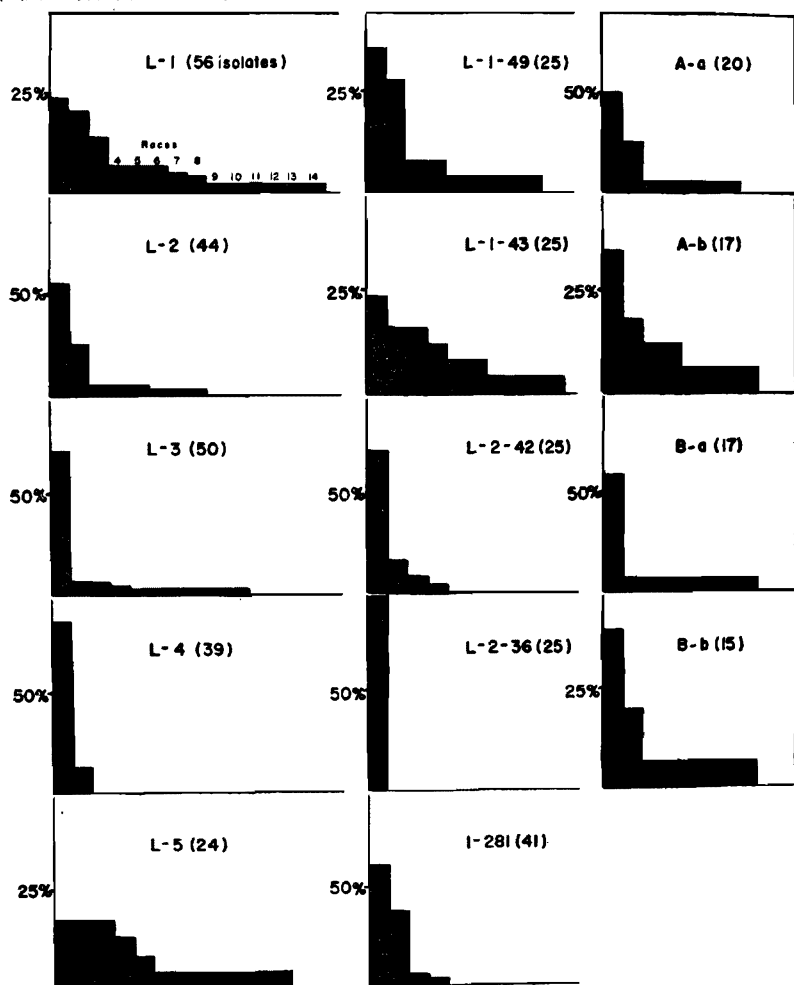 L-1 (56 isolates)
25%
Races
4 5 6 7 8
9 10 11 12 13 14
L-2 (44)
50%
L-3 (50)
50%
L-4 (39)
50%
L-5 (24)
25%
L-1-49 (25)
25%
L-1-43 (25)
25%
L-2-42 (25)
50%
L-2-36 (25)
50%
I-281 (41)
50%
A-a (20)
50%
A-b (17)
25%
B-a (17)
50%
B-b (15)
25%